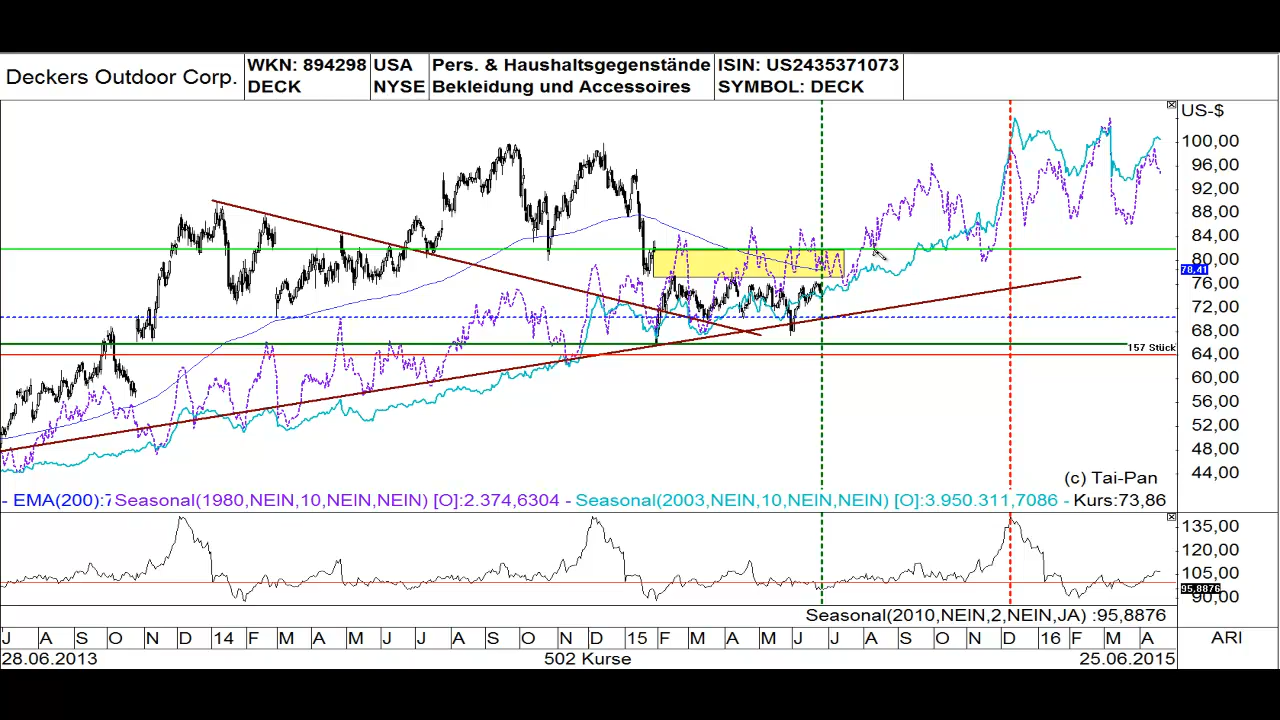 Deckers Outdoor Corp.
WKN: 894298 USA Pers. & Haushaltsgegenstände ISIN: US2435371073
DECK NYSE Bekleidung und Accessoires SYMBOL: DECK
US-$
100,00
96,00
92,00
88,00
84,00
80,00
78,41
76,00
72,00
68,00
157 Stück
64,00
60,00
56,00
52,00
48,00
44,00
(c) Tai-Pan
- EMA(200):7 Seasonal(1980,NEIN,10,NEIN,NEIN) [O]:2.374,6304 - Seasonal(2003,NEIN,10,NEIN,NEIN) [O]:3.950.311,7086 - Kurs:73,86
135,00
120,00
105,00
95,8876
90,00
Seasonal(2010,NEIN,2,NEIN,JA) :95,8876
J A S O N D 14 F M A M J J A S O N D 15 F M A M J J A S O N D 16 F M A ARI
28.06.2013 502 Kurse 25.06.2015